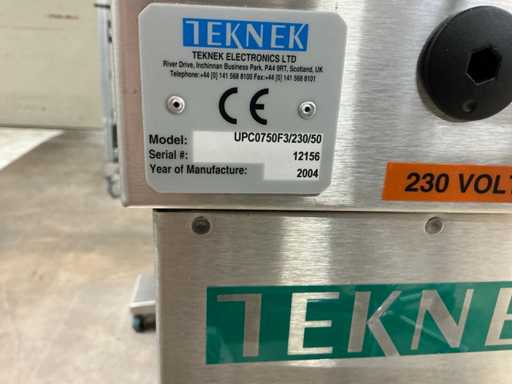 TEKNEK
TEKNEK ELECTRONICS LTD
River Drive, Inchinnan Business Park, PA4 9RT, Scotland, UK
Telephone:+44 [0] 141 568 8100 Fax:+44 [0] 141 568 8101
CE
Model: UPC0750F3/230/50
Serial #: 12156
Year of Manufacture: 2004
230 VOLT
TEKNE